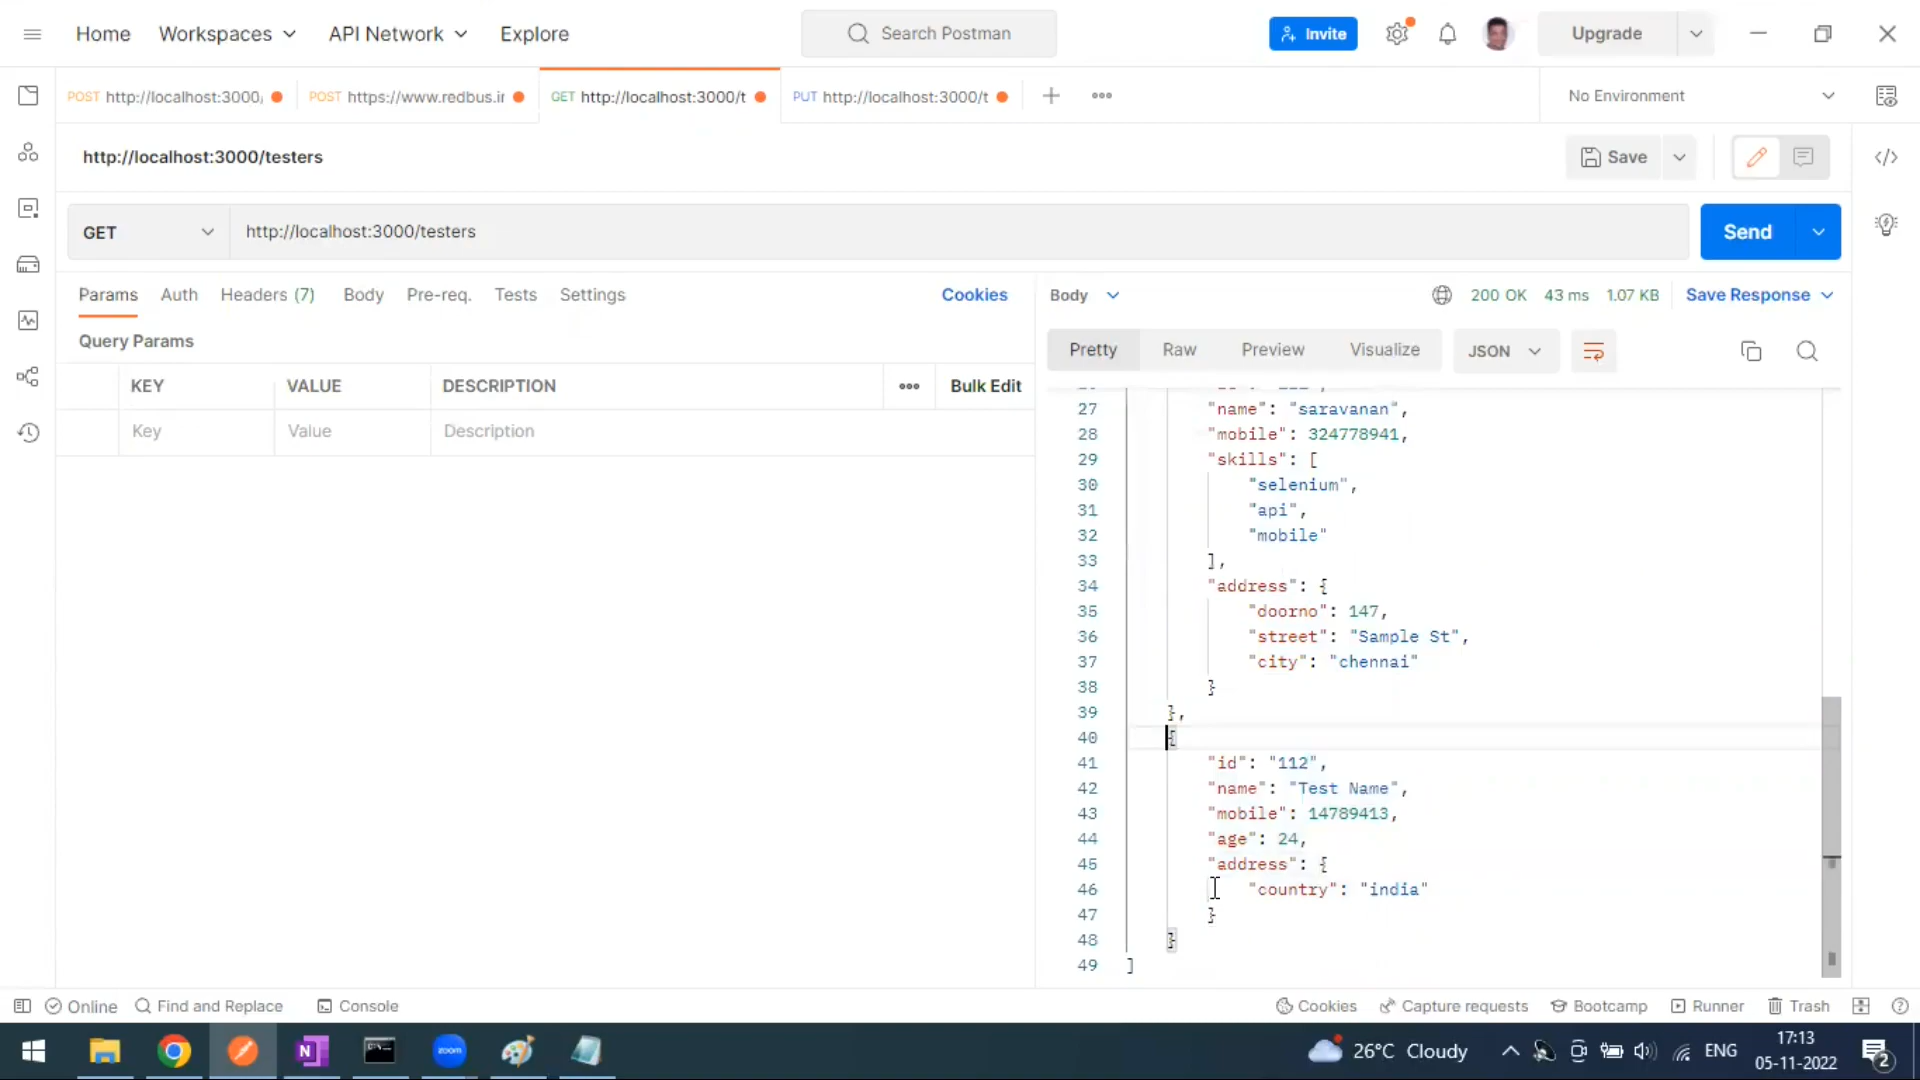 Home Workspaces API Network Explore Search Postman Invite Upgrade
POST http://localhost:3000, POST https://www.redbus.ir GET http://localhost:3000/t PUT http://localhost:3000/t No Environment
http://localhost:3000/testers Save
GET http://localhost:3000/testers Send
Params Auth Headers (7) Body Pre-req. Tests Settings Cookies
Query Params
KEY VALUE DESCRIPTION Bulk Edit
Key Value Description
Body 200 OK 43 ms 1.07 KB Save Response
Pretty Raw Preview Visualize JSON
27 "name": "saravanan",
28 "mobile": 324778941,
29 "skills": [
30 "selenium",
31 "api",
32 "mobile"
33 ],
34 "address": {
35 "doorno": 147,
36 "street": "Sample St",
37 "city": "chennai"
38 }
39 },
40 {
41 "id": "112",
42 "name": "Test Name",
43 "mobile": 14789413,
44 "age": 24,
45 "address": {
46 "country": "india"
47 }
48 }
49 ]
Online Find and Replace Console Cookies Capture requests Bootcamp Runner Trash
zoom 26°C Cloudy ENG 17:13
05-11-2022 2